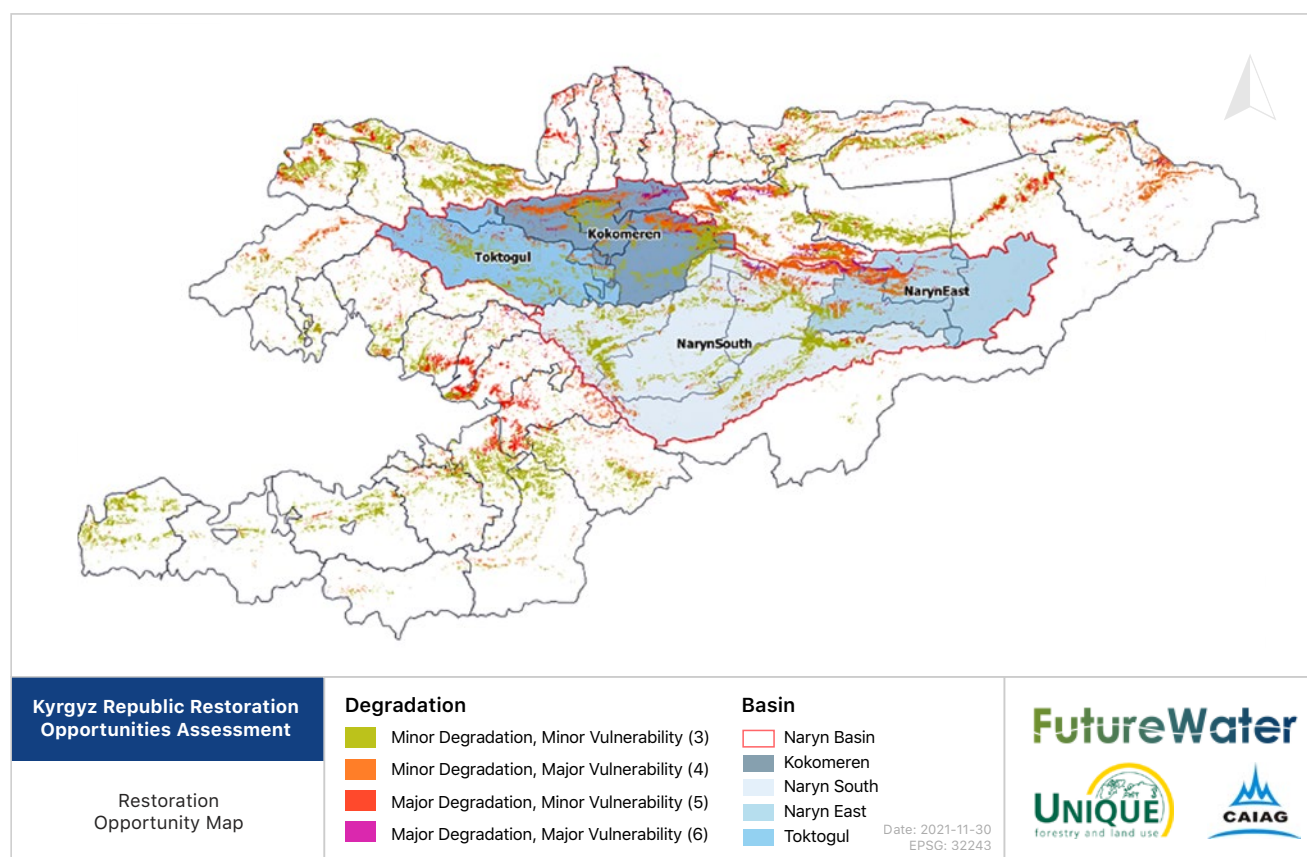 Kokomeren
Toktogul
NarynEast
NarynSouth
Kyrgyz Republic Restoration
Opportunities Assessment
Restoration
Opportunity Map
Degradation
Minor Degradation, Minor Vulnerability (3)
Minor Degradation, Major Vulnerability (4)
Major Degradation, Minor Vulnerability (5)
Major Degradation, Major Vulnerability (6)
Basin
Naryn Basin
Kokomeren
Naryn South
Naryn East
Toktogul
Date: 2021-11-30
EPSG: 32243
FutureWater
UNIQUE
forestry and land use
CAIAG